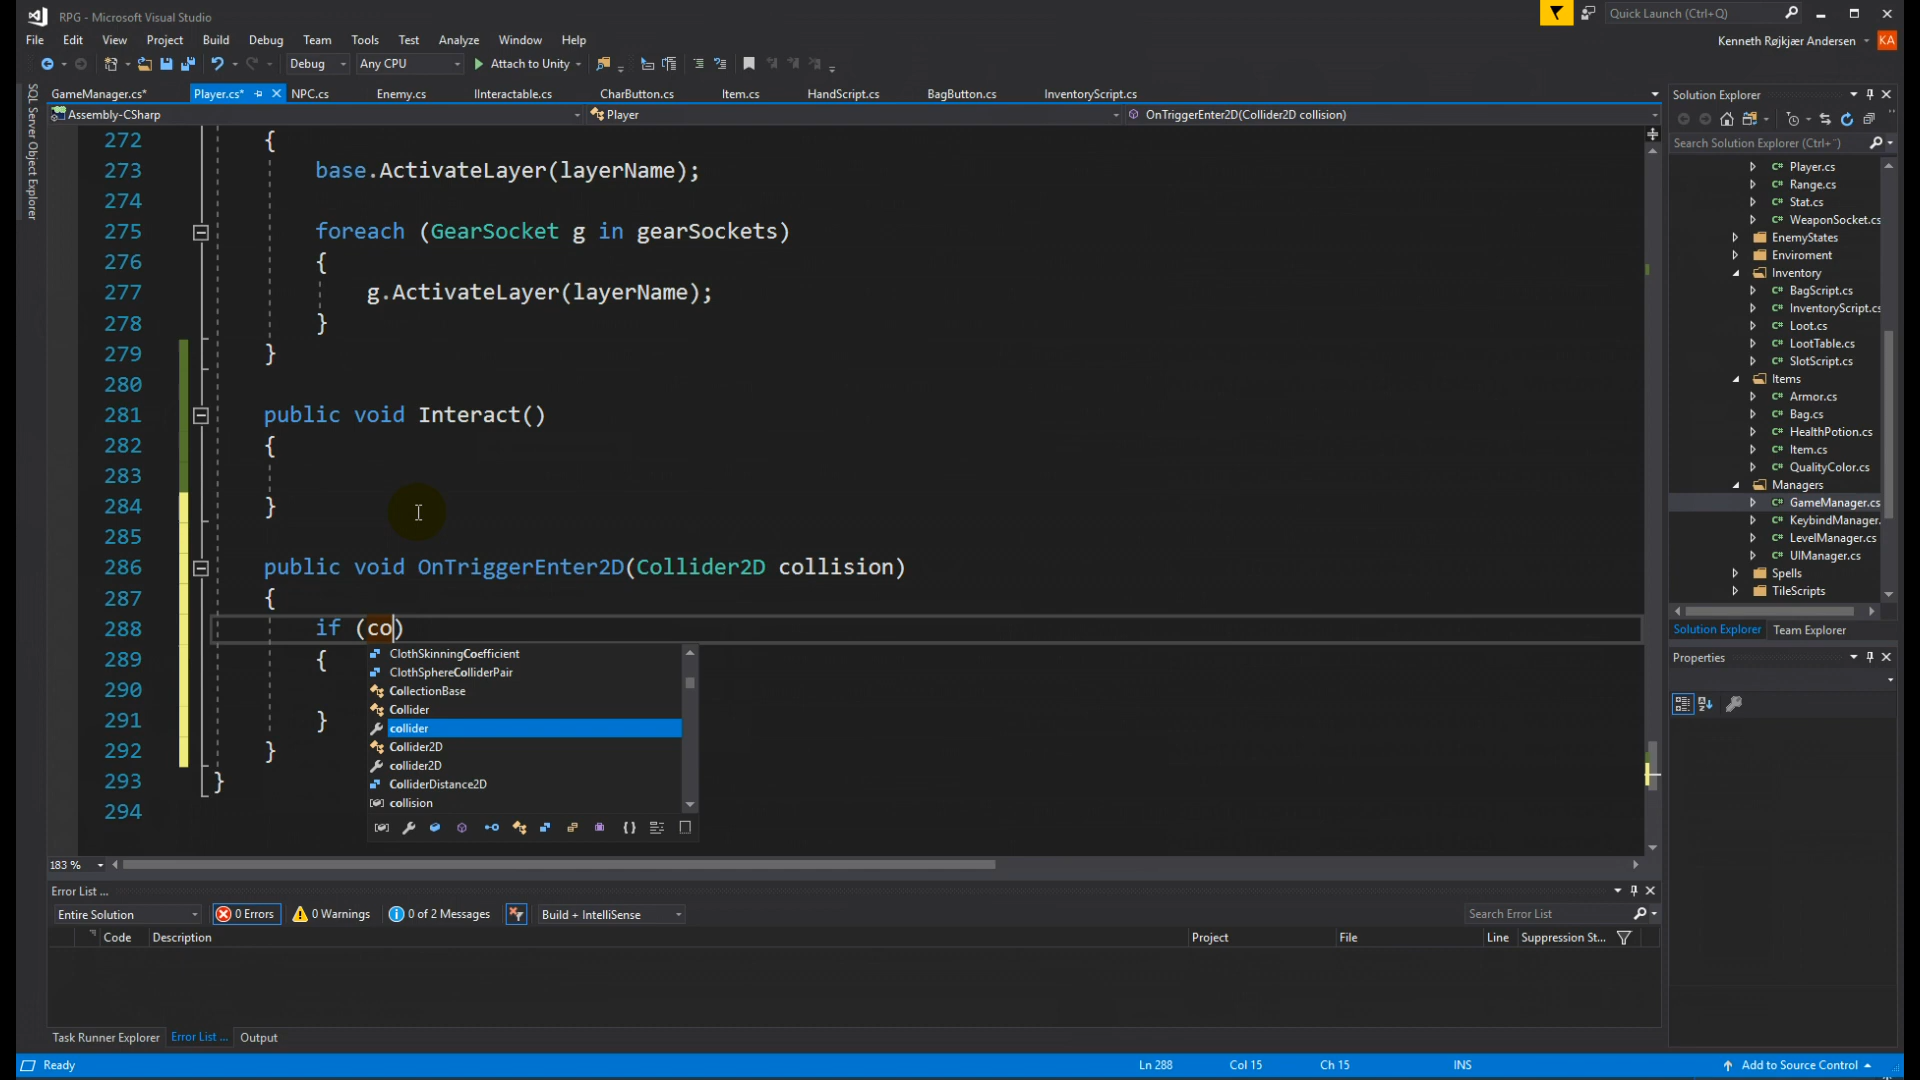 RPG - Microsoft Visual Studio
Quick Launch (Ctrl+Q)
File Edit View Project Build Debug Team Tools Test Analyze Window Help
Kenneth Røjkjær Andersen KA
Debug Any CPU Attach to Unity
SQL Server Object Explorer
GameManager.cs* Player.cs* NPC.cs Enemy.cs IInteractable.cs CharButton.cs Item.cs HandScript.cs BagButton.cs InventoryScript.cs
Assembly-CSharp Player OnTriggerEnter2D(Collider2D collision)
272 {
273 base.ActivateLayer(layerName);
274
275 foreach (GearSocket g in gearSockets)
276 {
277 g.ActivateLayer(layerName);
278 }
279 }
280
281 public void Interact()
282 {
283
284 }
285
286 public void OnTriggerEnter2D(Collider2D collision)
287 {
288 if (co)
289 {
290
291 }
292 }
293 }
294
ClothSkinningCoefficient
ClothSphereColliderPair
CollectionBase
Collider
collider
Collider2D
collider2D
ColliderDistance2D
collision
183 %
Solution Explorer
Search Solution Explorer (Ctrl+¨)
C# Player.cs
C# Range.cs
C# Stat.cs
C# WeaponSocket.cs
EnemyStates
Enviroment
Inventory
C# BagScript.cs
C# InventoryScript.cs
C# Loot.cs
C# LootTable.cs
C# SlotScript.cs
Items
C# Armor.cs
C# Bag.cs
C# HealthPotion.cs
C# Item.cs
C# QualityColor.cs
Managers
C# GameManager.cs
C# KeybindManager.
C# LevelManager.cs
C# UIManager.cs
Spells
TileScripts
Solution Explorer Team Explorer
Properties
Error List ...
Entire Solution 0 Errors 0 Warnings 0 of 2 Messages Build + IntelliSense Search Error List
Code Description Project File Line Suppression St...
Task Runner Explorer Error List ... Output
Ready Ln 288 Col 15 Ch 15 INS Add to Source Control